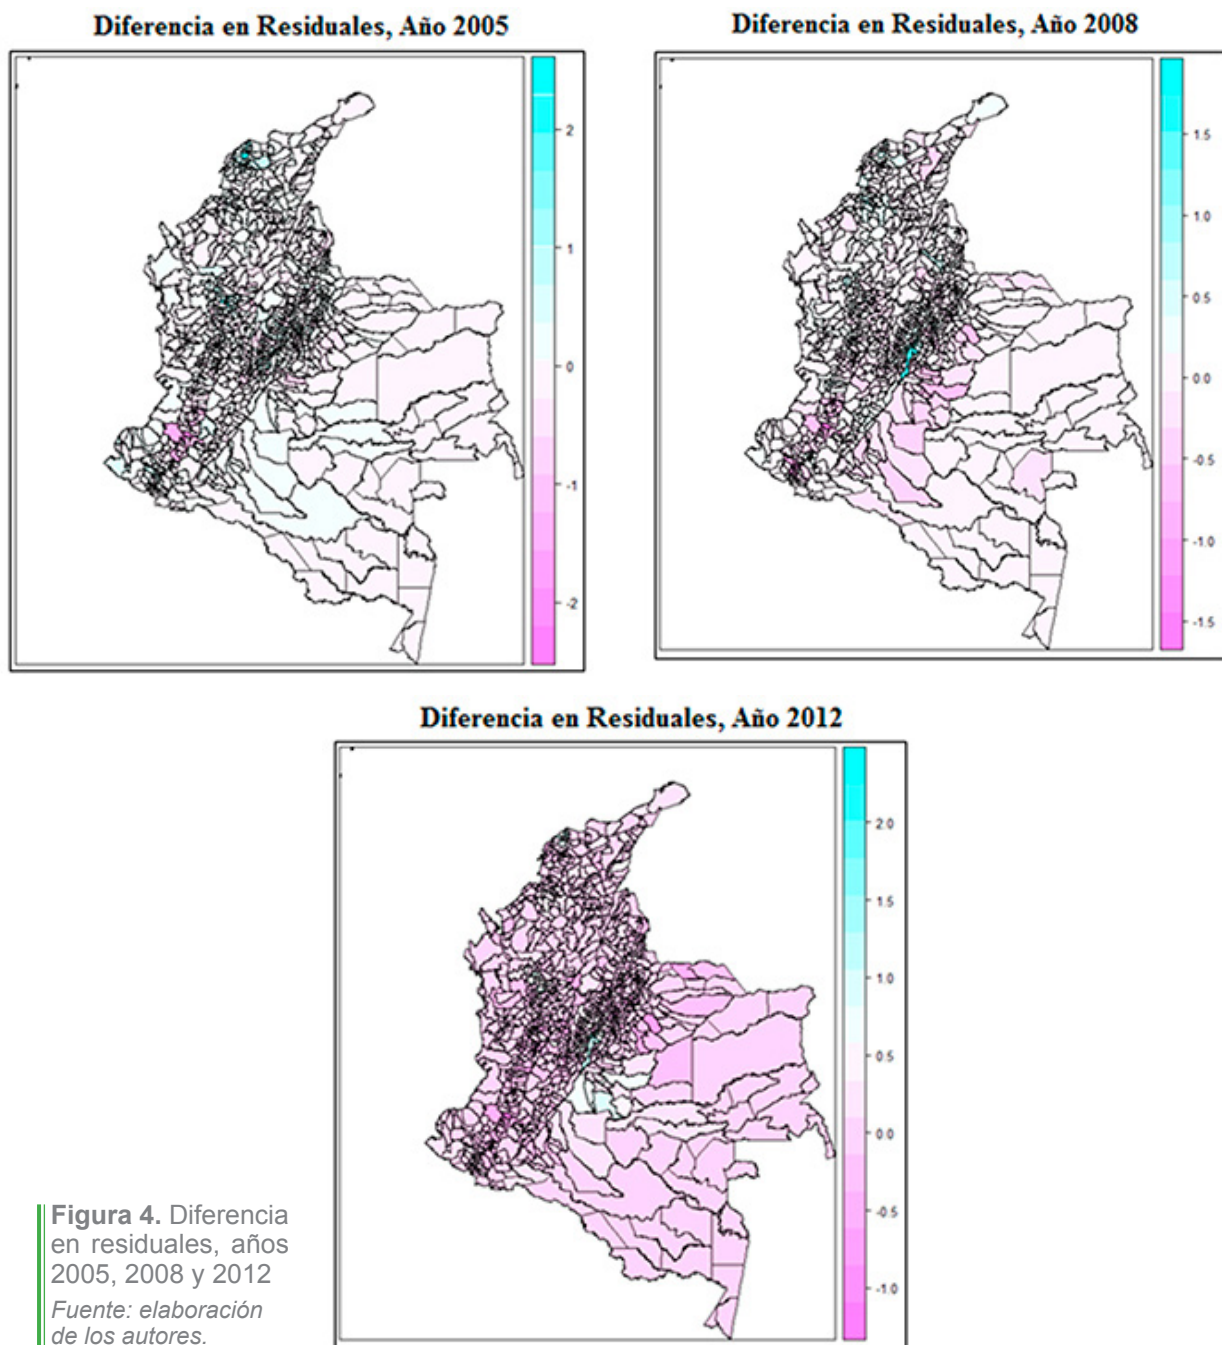 Diferencia en Residuales, Año 2005
2
1
0
-1
-2
Diferencia en Residuales, Año 2008
1.5
1.0
0.5
0.0
-0.5
-1.0
-1.5
Diferencia en Residuales, Año 2012
2.0
1.5
1.0
0.5
0.0
-0.5
-1.0
Figura 4. Diferencia
en residuales, años
2005, 2008 y 2012
Fuente: elaboración
de los autores.